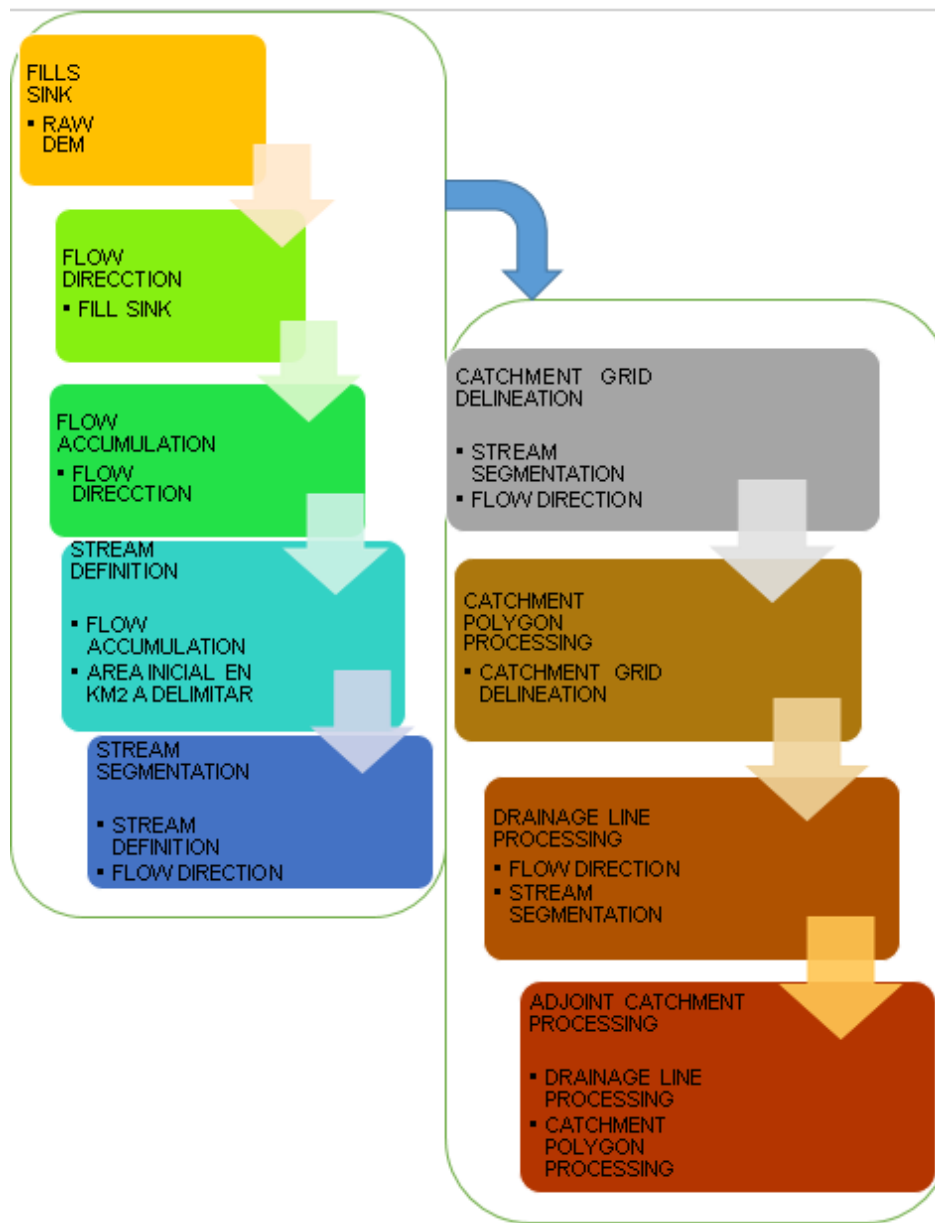 FILLS
SINK
▪ RAW
DEM
FLOW
DIRECCTION
▪ FILL SINK
FLOW
ACCUMULATION
▪ FLOW
DIRECCTION
STREAM
DEFINITION
▪ FLOW
ACCUMULATION
▪ AREA INICIAL EN
KM2 A DELIMITAR
STREAM
SEGMENTATION
▪ STREAM
DEFINITION
▪ FLOW DIRECTION
CATCHMENT GRID
DELINEATION
▪ STREAM
SEGMENTATION
▪ FLOW DIRECTION
CATCHMENT
POLYGON
PROCESSING
▪ CATCHMENT GRID
DELINEATION
DRAINAGE LINE
PROCESSING
▪ FLOW DIRECTION
▪ STREAM
SEGMENTATION
ADJOINT CATCHMENT
PROCESSING
▪ DRAINAGE LINE
PROCESSING
▪ CATCHMENT
POLYGON
PROCESSING